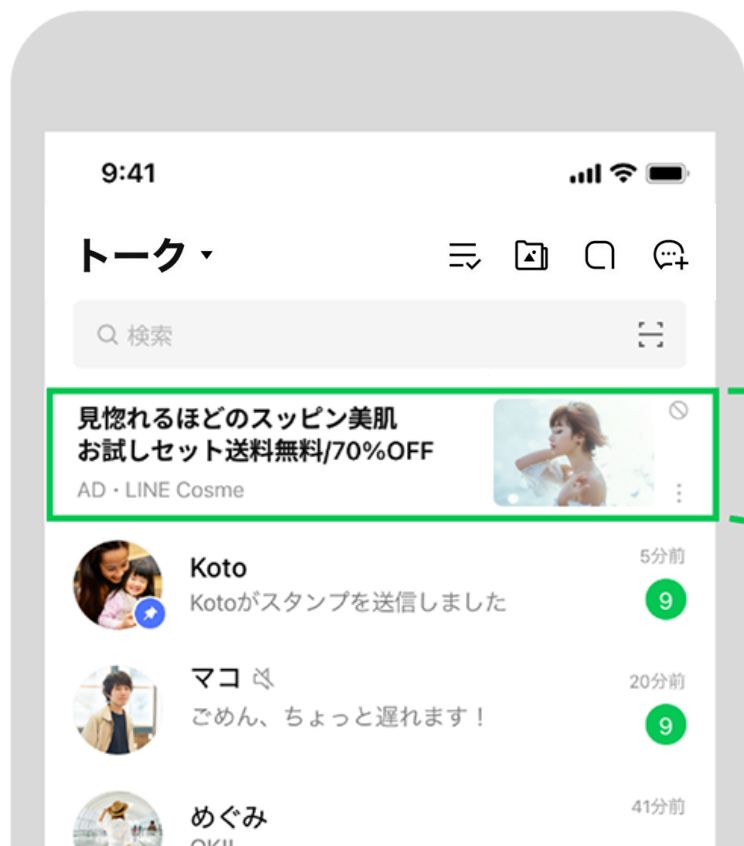 9:41
トーク
検索
見惚れるほどのスッピン美肌
お試しセット送料無料/70%OFF
AD・LINE Cosme
Koto
5分前
Kotoがスタンプを送信しました
9
マコ
20分前
ごめん、ちょっと遅れます！
9
めぐみ
41分前